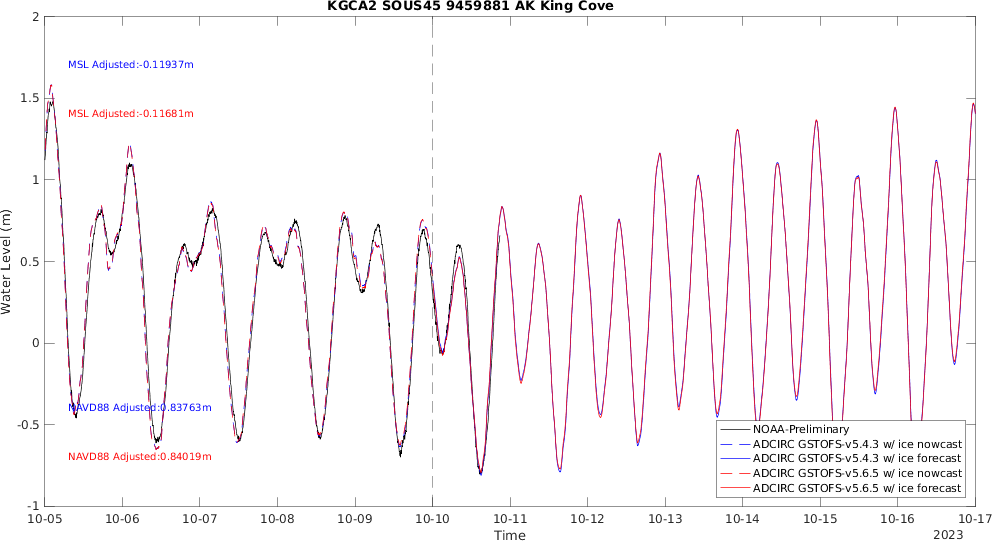 KGCA2 SOUS45 9459881 AK King Cove
2
1.5
1
0.5
0
-0.5
-1
Water Level (m)
MSL Adjusted:-0.11937m
MSL Adjusted:-0.11681m
NAVD88 Adjusted:0.83763m
NAVD88 Adjusted:0.84019m
NOAA-Preliminary
ADCIRC GSTOFS-v5.4.3 w/ ice nowcast
ADCIRC GSTOFS-v5.4.3 w/ ice forecast
ADCIRC GSTOFS-v5.6.5 w/ ice nowcast
ADCIRC GSTOFS-v5.6.5 w/ ice forecast
10-05 10-06 10-07 10-08 10-09 10-10 10-11 10-12 10-13 10-14 10-15 10-16 10-17
Time
2023